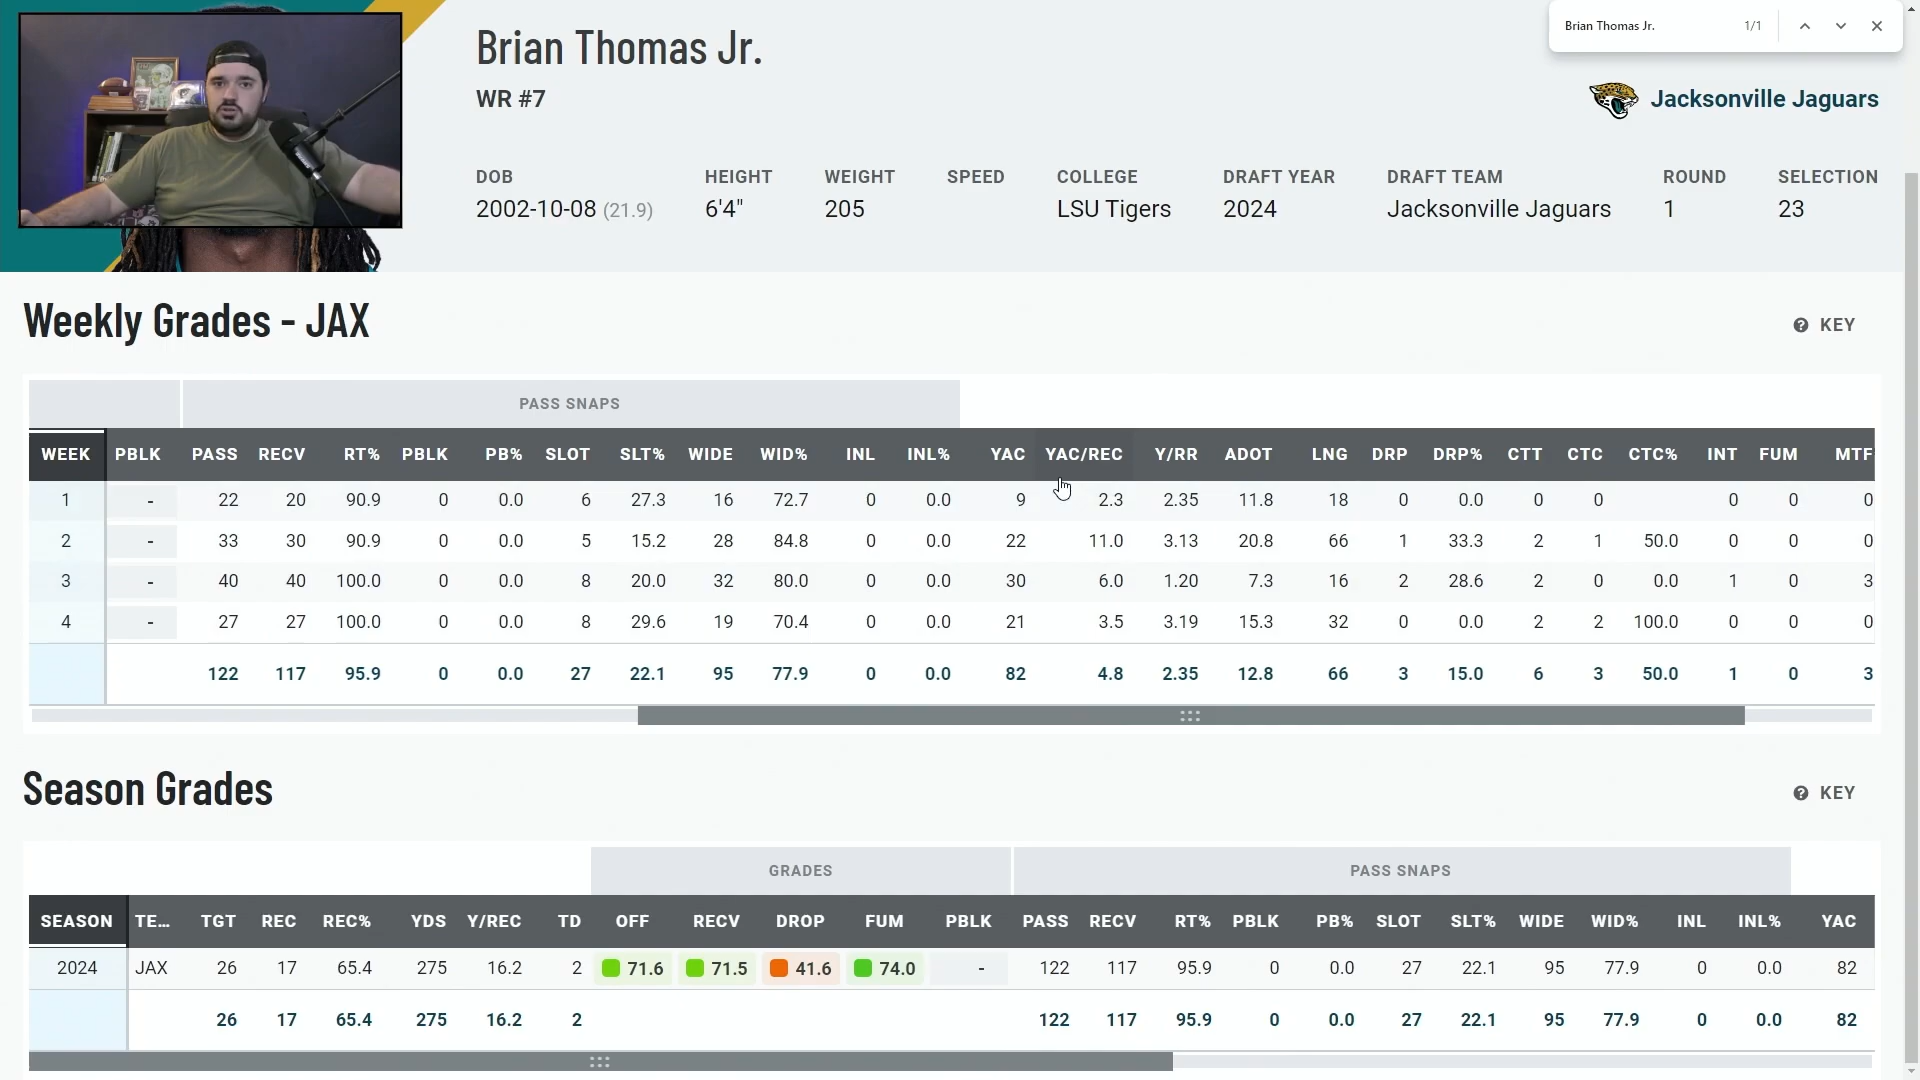 Brian Thomas Jr.
WR #7
Brian Thomas Jr. 1/1
Jacksonville Jaguars
DOB HEIGHT WEIGHT SPEED COLLEGE DRAFT YEAR DRAFT TEAM ROUND SELECTION
2002-10-08 (21.9) 6'4" 205 LSU Tigers 2024 Jacksonville Jaguars 1 23
Weekly Grades - JAX
? KEY
PASS SNAPS
WEEK PBLK PASS RECV RT% PBLK PB% SLOT SLT% WIDE WID% INL INL% YAC YAC/REC Y/RR ADOT LNG DRP DRP% CTT CTC CTC% INT FUM MTF
1 - 22 20 90.9 0 0.0 6 27.3 16 72.7 0 0.0 9 2.3 2.35 11.8 18 0 0.0 0 0 0 0 0
2 - 33 30 90.9 0 0.0 5 15.2 28 84.8 0 0.0 22 11.0 3.13 20.8 66 1 33.3 2 1 50.0 0 0 0
3 - 40 40 100.0 0 0.0 8 20.0 32 80.0 0 0.0 30 6.0 1.20 7.3 16 2 28.6 2 0 0.0 1 0 3
4 - 27 27 100.0 0 0.0 8 29.6 19 70.4 0 0.0 21 3.5 3.19 15.3 32 0 0.0 2 2 100.0 0 0 0
122 117 95.9 0 0.0 27 22.1 95 77.9 0 0.0 82 4.8 2.35 12.8 66 3 15.0 6 3 50.0 1 0 3
Season Grades
? KEY
GRADES PASS SNAPS
SEASON TE... TGT REC REC% YDS Y/REC TD OFF RECV DROP FUM PBLK PASS RECV RT% PBLK PB% SLOT SLT% WIDE WID% INL INL% YAC
2024 JAX 26 17 65.4 275 16.2 2 71.6 71.5 41.6 74.0 - 122 117 95.9 0 0.0 27 22.1 95 77.9 0 0.0 82
26 17 65.4 275 16.2 2 122 117 95.9 0 0.0 27 22.1 95 77.9 0 0.0 82